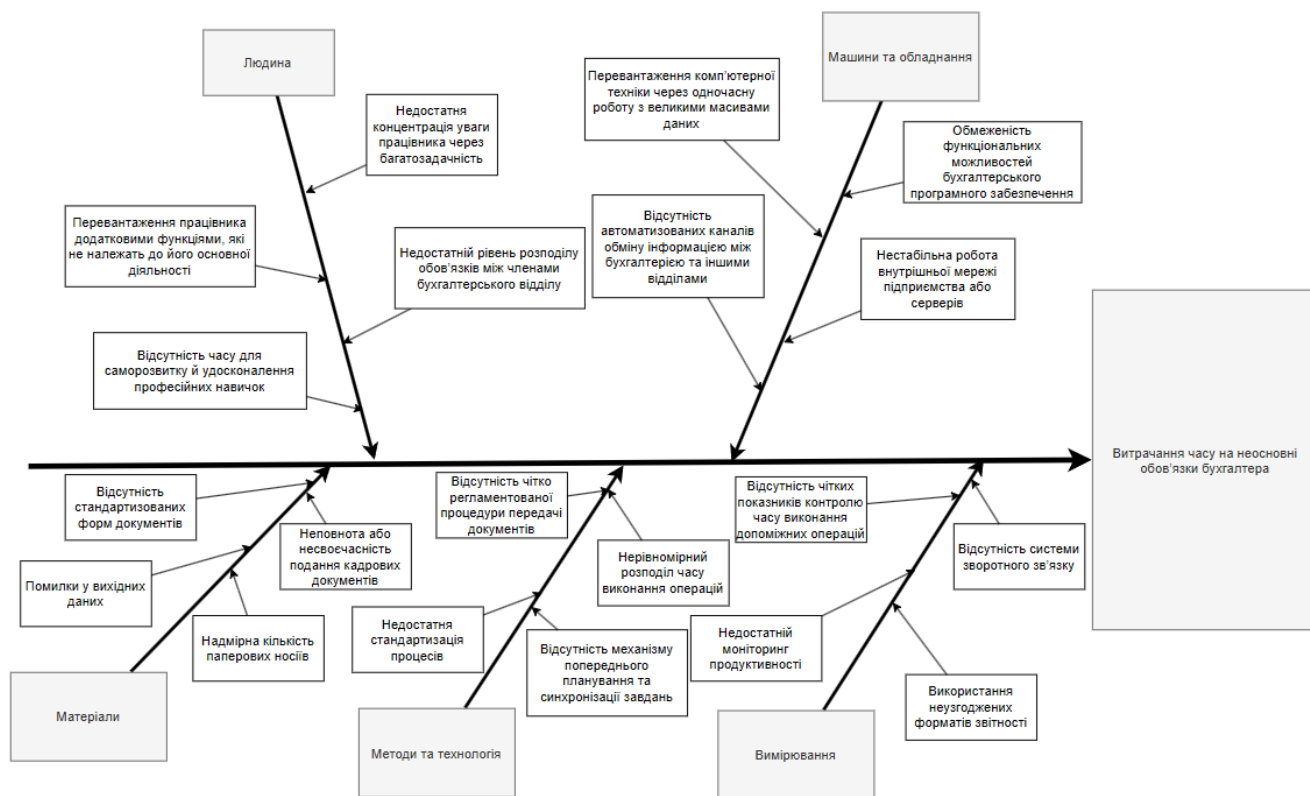 Людина
Недостатня
концентрація уваги
працівника через
багатозадачність
Перевантаження працівника
додатковими функціями, які
не належать до його основної
діяльності
Недостатній рівень розподілу
обов'язків між членами
бухгалтерського відділу
Відсутність часу для
саморозвитку й удосконалення
професійних навичок
Машини та обладнання
Перевантаження комп'ютерної
техніки через одночасну
роботу з великими масивами
даних
Обмеженість
функціональних
можливостей
бухгалтерського
програмного забезпечення
Відсутність
автоматизованих каналів
обміну інформацією між
бухгалтерією та іншими
відділами
Нестабільна робота
внутрішньої мережі
підприємства або
серверів
Витрачання часу на неосновні
обов'язки бухгалтера
Відсутність
стандартизованих
форм документів
Неповнота або
несвоєчасність
подання кадрових
документів
Помилки у вихідних
даних
Надмірна кількість
паперових носіїв
Матеріали
Відсутність чітко
регламентованої
процедури передачі
документів
Нерівномірний
розподіл часу
виконання операцій
Недостатня
стандартизація
процесів
Відсутність механізму
попереднього
планування та
синхронізації завдань
Методи та технологія
Відсутність чітких
показників контролю
часу виконання
допоміжних операцій
Відсутність системи
зворотного зв'язку
Недостатній
моніторинг
продуктивності
Використання
неузгоджених
форматів звітності
Вимірювання